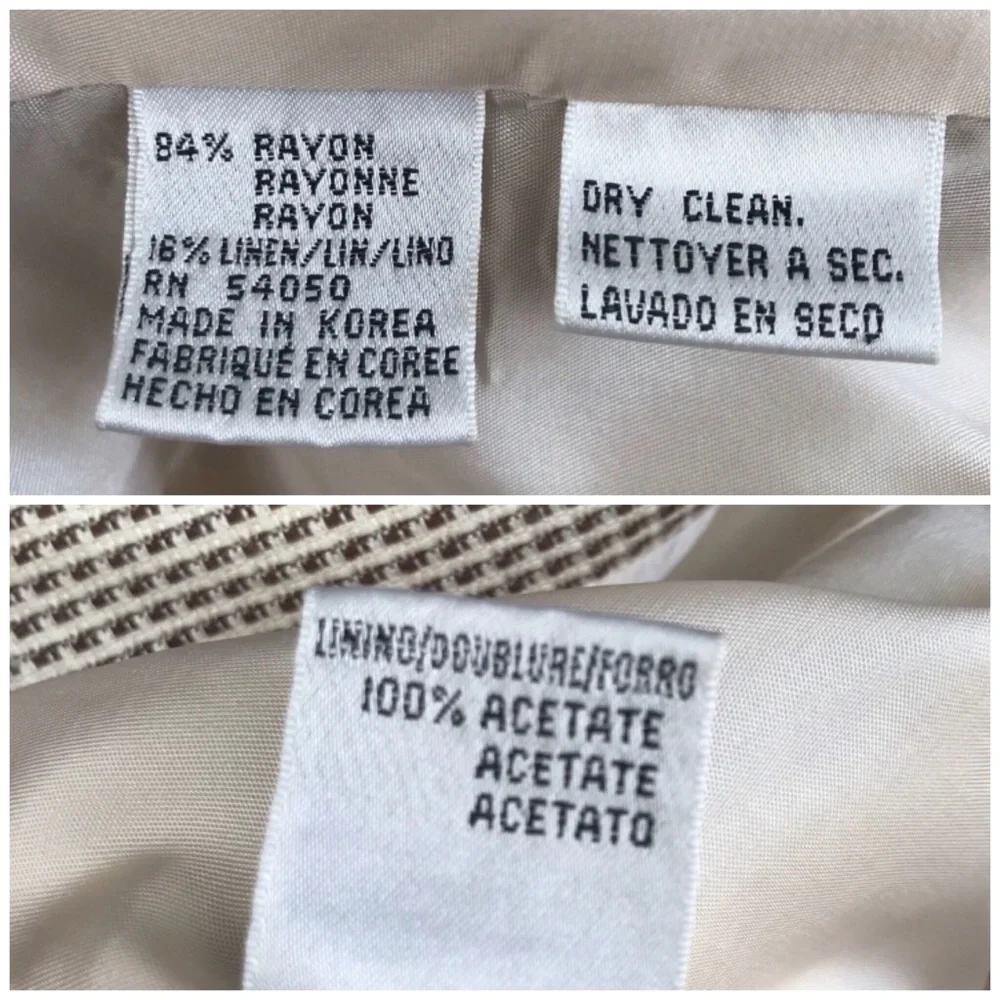 84% RAYON
RAYONNE
RAYON
16% LINEN/LIN/LINO
RN 54050
MADE IN KOREA
FABRIQUÉ EN COREE
HECHO EN COREA
DRY CLEAN.
NETTOYER A SEC.
LAVADO EN SECO
LINING/DOUBLURE/FORRO
100% ACETATE
ACETATE
ACETATO